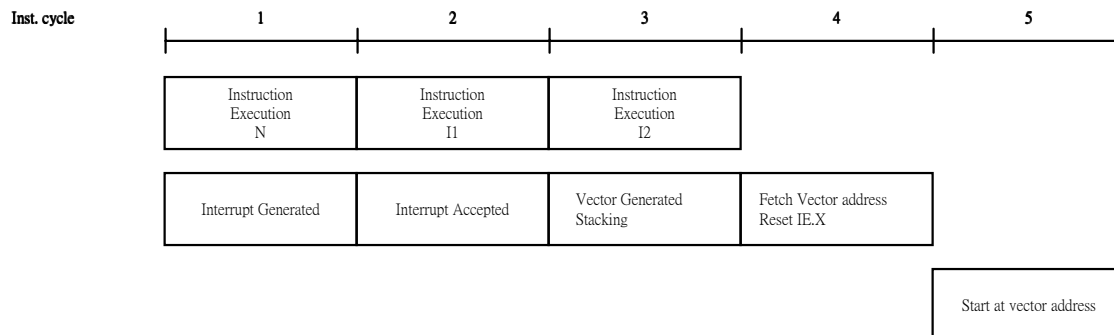 Inst. cycle 1 2 3 4 5
Instruction Execution N
Instruction Execution I1
Instruction Execution I2
Interrupt Generated
Interrupt Accepted
Vector Generated
Stacking
Fetch Vector address
Reset IE.X
Start at vector address